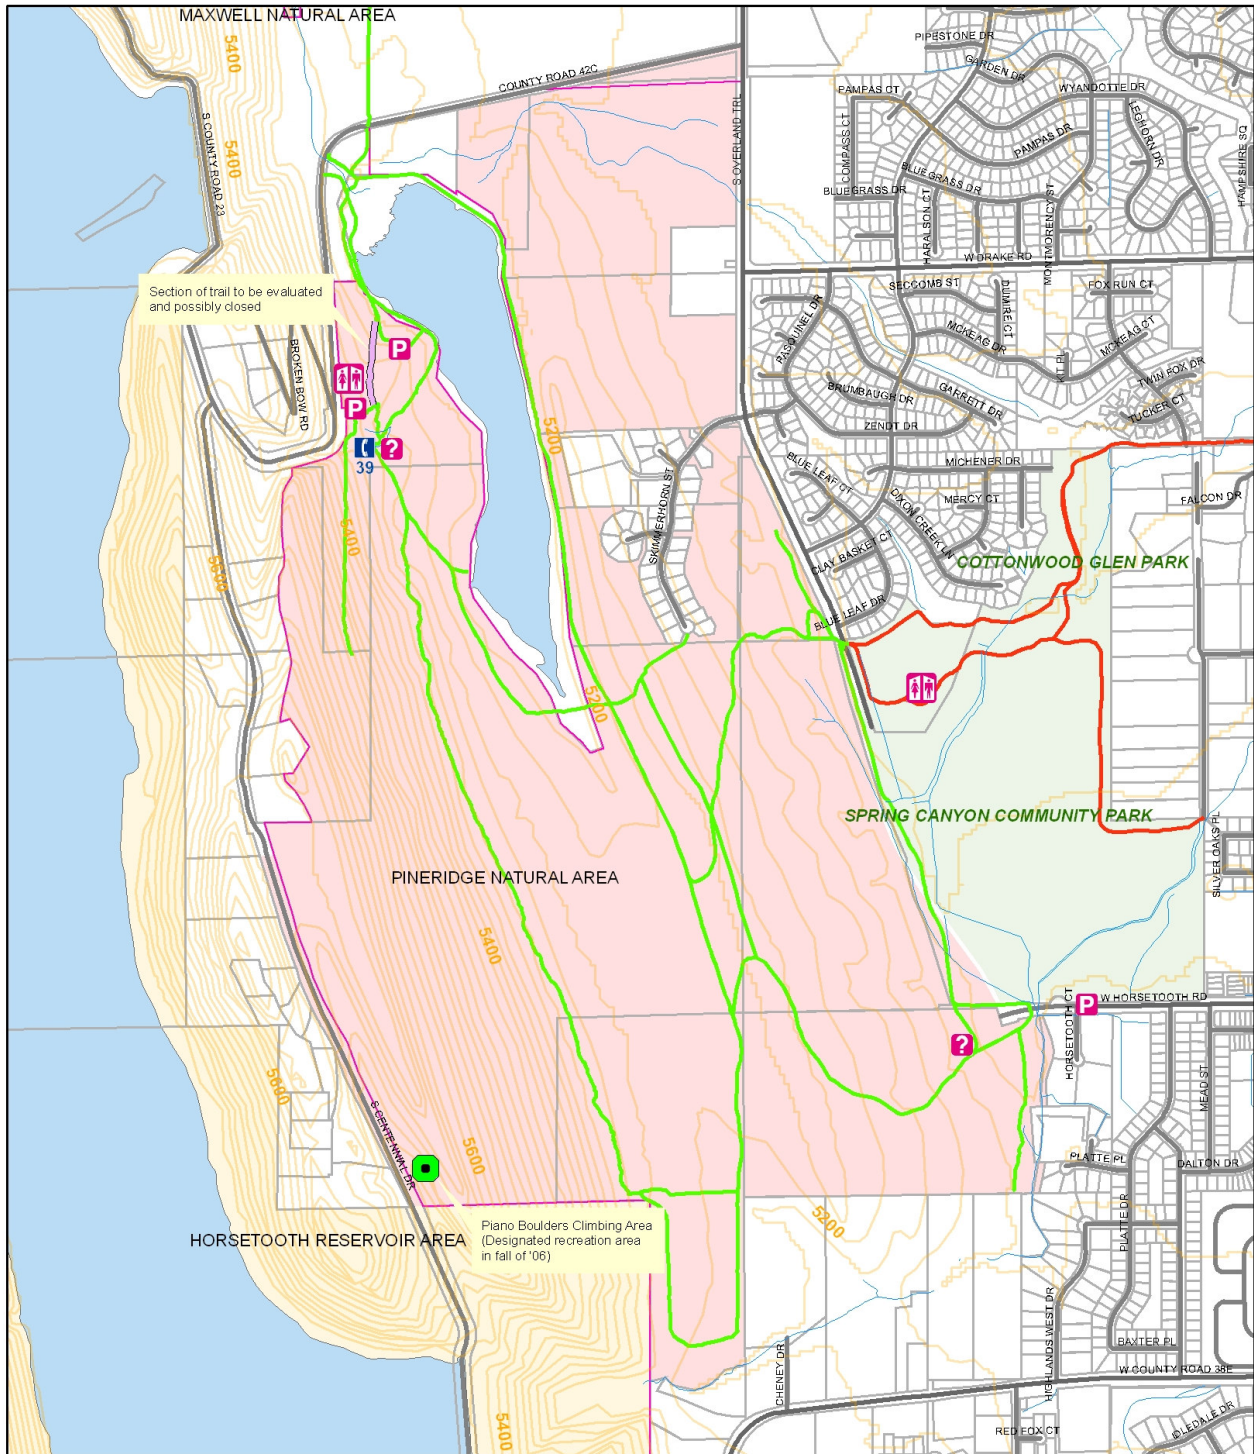 MAXWELL NATURAL AREA
PIPESTONE DR
GARDEN DR
5400
COUNTY ROAD 42C
PAMPAS CT
WYANDOTTE DR
S COUNTY ROAD 23
5400
S OVERLAND TRL
COMPASS CT
PAMPAS DR
LEGHORN DR
HAMPSHIRE SQ
BLUEGRASS DR
BLUEGRASS DR
HARALSON CT
MONTMORENCY ST
W DRAKE RD
Section of trail to be evaluated
and possibly closed
SECCOMB ST
DUMIRE CT
FOX RUN CT
PASQUINEL DR
MCKEAG DR
MCKEAG CT
KIT PL
P
BROKEN BOW RD
TWIN FOX DR
BRUMBAUGH DR
GARRETT DR
TUCKER CT
P
5200
ZENDT DR
?
39
MICHENER DR
BLUE LEAF CT
SKIMMERHORN ST
MERCY CT
FALCON DR
DIXON CREEK LN
5400
CLAY BASKET CT
5600
COTTONWOOD GLEN PARK
BLUE LEAF DR
5200
SPRING CANYON COMMUNITY PARK
SILVER OAKS PL
PINERIDGE NATURAL AREA
5400
W HORSETOOTH RD
P
HORSETOOTH CT
?
5600
MEAD ST
S CENTENNIAL DR
5600
PLATTE PL
DALTON DR
5200
PLATTE DR
Piano Boulders Climbing Area
(Designated recreation area
in fall of '06)
HORSETOOTH RESERVOIR AREA
BAXTER PL
CHENEY DR
HIGHLANDS WEST DR
W COUNTY ROAD 38E
5400
RED FOX CT
IDLEDALE DR